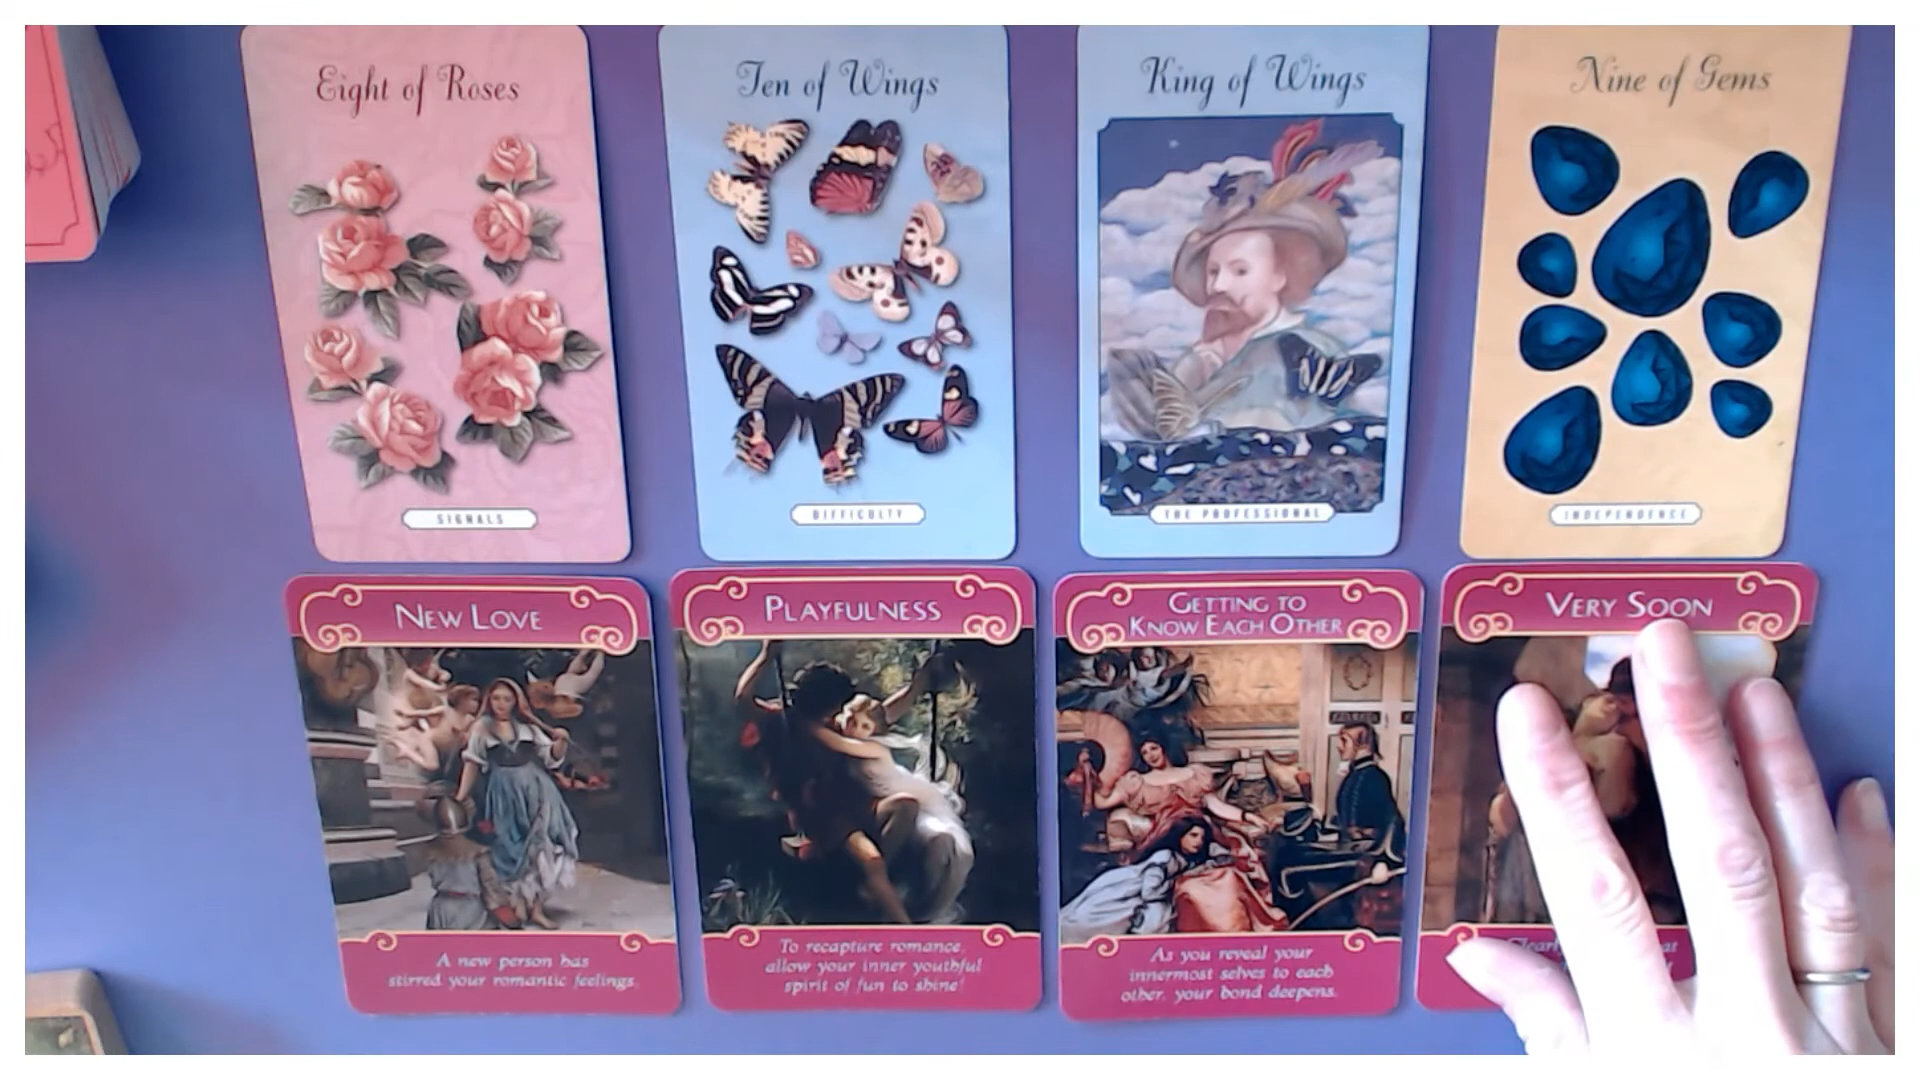 Eight of Roses
Ten of Wings
King of Wings
Nine of Gems
SIGNALS
DIFFICULTY
THE PROFESSIONAL
INDEPENDENCE
NEW LOVE
PLAYFULNESS
GETTING TO
KNOW EACH OTHER
VERY SOON
A new person has
stirred your romantic feelings.
To recapture romance,
allow your inner youthful
spirit of fun to shine!
As you reveal your
innermost selves to each
other, your bond deepens.